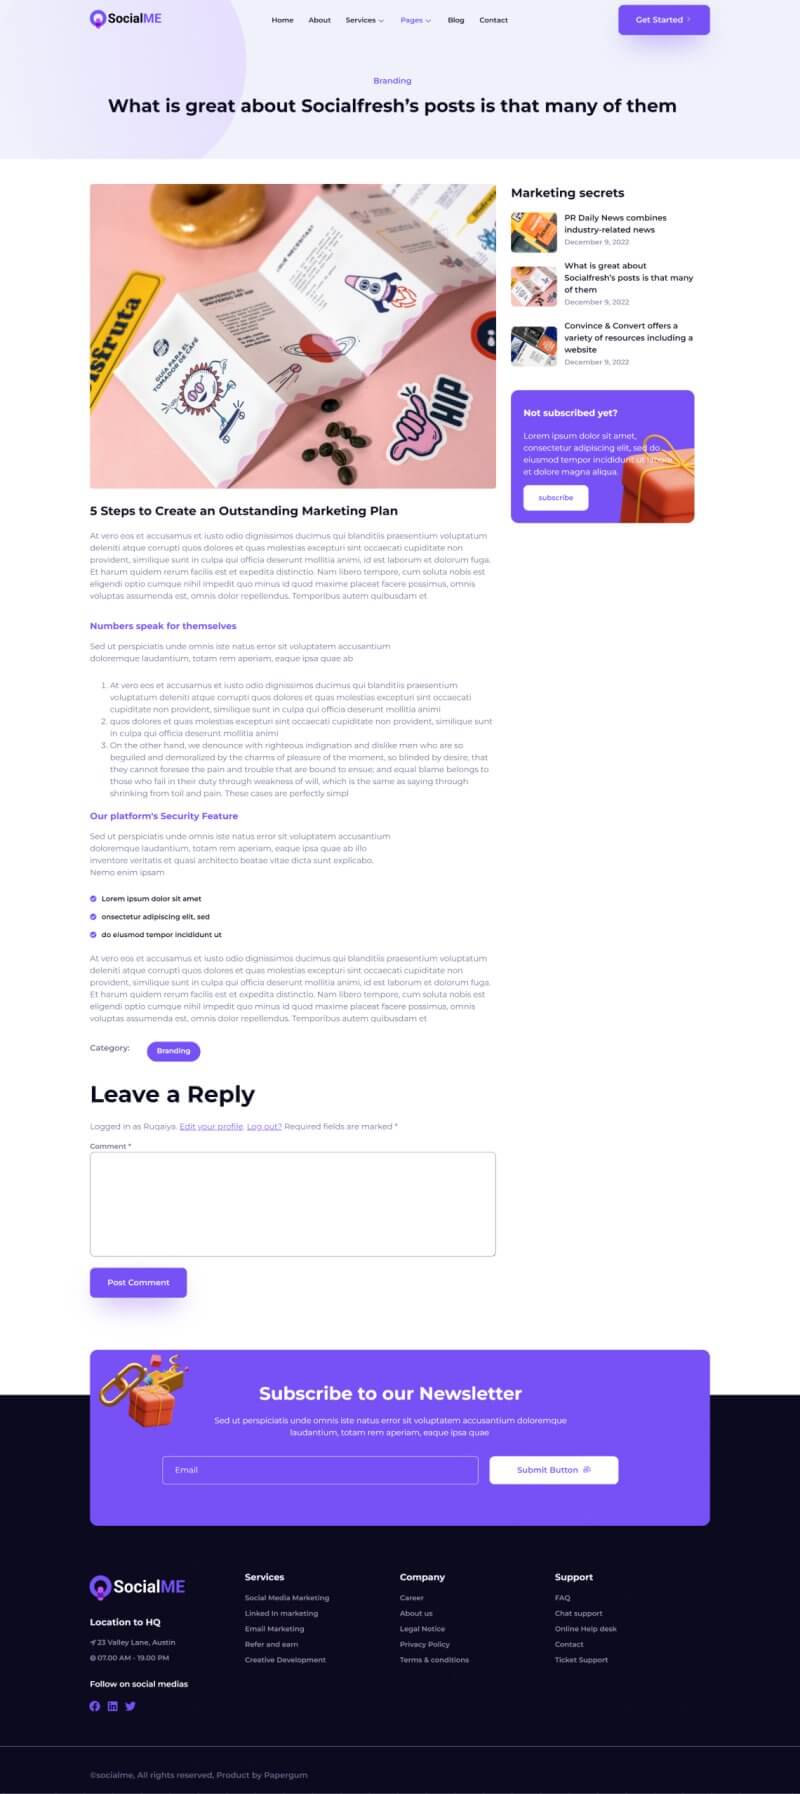 SocialME
Home About Services Pages Blog Contact
Get Started
Branding
What is great about Socialfresh's posts is that many of them
disfruta
¿QUÉ NECESITAS?
BIENVENIDO AL
UNIVERSO HIP HIP
GUÍA PARA EL
TOMADOR DE CAFÉ
HIP
Marketing secrets
PR Daily News combines
industry-related news
December 9, 2022
What is great about
Socialfresh's posts is that many
of them
December 9, 2022
Convince & Convert offers a
variety of resources including a
website
December 9, 2022
Not subscribed yet?
Lorem ipsum dolor sit amet,
consectetur adipiscing elit, sed do
eiusmod tempor incididunt ut labore
et dolore magna aliqua.
subscribe
5 Steps to Create an Outstanding Marketing Plan
At vero eos et accusamus et iusto odio dignissimos ducimus qui blanditiis praesentium voluptatum
deleniti atque corrupti quos dolores et quas molestias excepturi sint occaecati cupiditate non
provident, similique sunt in culpa qui officia deserunt mollitia animi, id est laborum et dolorum fuga.
Et harum quidem rerum facilis est et expedita distinctio. Nam libero tempore, cum soluta nobis est
eligendi optio cumque nihil impedit quo minus id quod maxime placeat facere possimus, omnis
voluptas assumenda est, omnis dolor repellendus. Temporibus autem quibusdam et
Numbers speak for themselves
Sed ut perspiciatis unde omnis iste natus error sit voluptatem accusantium
doloremque laudantium, totam rem aperiam, eaque ipsa quae ab
1. At vero eos et accusamus et iusto odio dignissimos ducimus qui blanditiis praesentium
voluptatum deleniti atque corrupti quos dolores et quas molestias excepturi sint occaecati
cupiditate non provident, similique sunt in culpa qui officia deserunt mollitia animi
2. quos dolores et quas molestias excepturi sint occaecati cupiditate non provident, similique sunt
in culpa qui officia deserunt mollitia animi
3. On the other hand, we denounce with righteous indignation and dislike men who are so
beguiled and demoralized by the charms of pleasure of the moment, so blinded by desire, that
they cannot foresee the pain and trouble that are bound to ensue; and equal blame belongs to
those who fail in their duty through weakness of will, which is the same as saying through
shrinking from toil and pain. These cases are perfectly simpl
Our platform's Security Feature
Sed ut perspiciatis unde omnis iste natus error sit voluptatem accusantium
doloremque laudantium, totam rem aperiam, eaque ipsa quae ab illo
inventore veritatis et quasi architecto beatae vitae dicta sunt explicabo.
Nemo enim ipsam
Lorem ipsum dolor sit amet
onsectetur adipiscing elit, sed
do eiusmod tempor incididunt ut
At vero eos et accusamus et iusto odio dignissimos ducimus qui blanditiis praesentium voluptatum
deleniti atque corrupti quos dolores et quas molestias excepturi sint occaecati cupiditate non
provident, similique sunt in culpa qui officia deserunt mollitia animi, id est laborum et dolorum fuga.
Et harum quidem rerum facilis est et expedita distinctio. Nam libero tempore, cum soluta nobis est
eligendi optio cumque nihil impedit quo minus id quod maxime placeat facere possimus, omnis
voluptas assumenda est, omnis dolor repellendus. Temporibus autem quibusdam et
Category: Branding
Leave a Reply
Logged in as Ruqaiya. Edit your profile. Log out? Required fields are marked *
Comment *
Post Comment
Subscribe to our Newsletter
Sed ut perspiciatis unde omnis iste natus error sit voluptatem accusantium doloremque
laudantium, totam rem aperiam, eaque ipsa quae
Email
Submit Button
SocialME
Location to HQ
23 Valley Lane, Austin
07.00 AM - 19.00 PM
Follow on social medias
Services
Social Media Marketing
Linked In marketing
Email Marketing
Refer and earn
Creative Development
Company
Career
About us
Legal Notice
Privacy Policy
Terms & conditions
Support
FAQ
Chat support
Online Help desk
Contact
Ticket Support
©socialme, All rights reserved, Product by Papergum